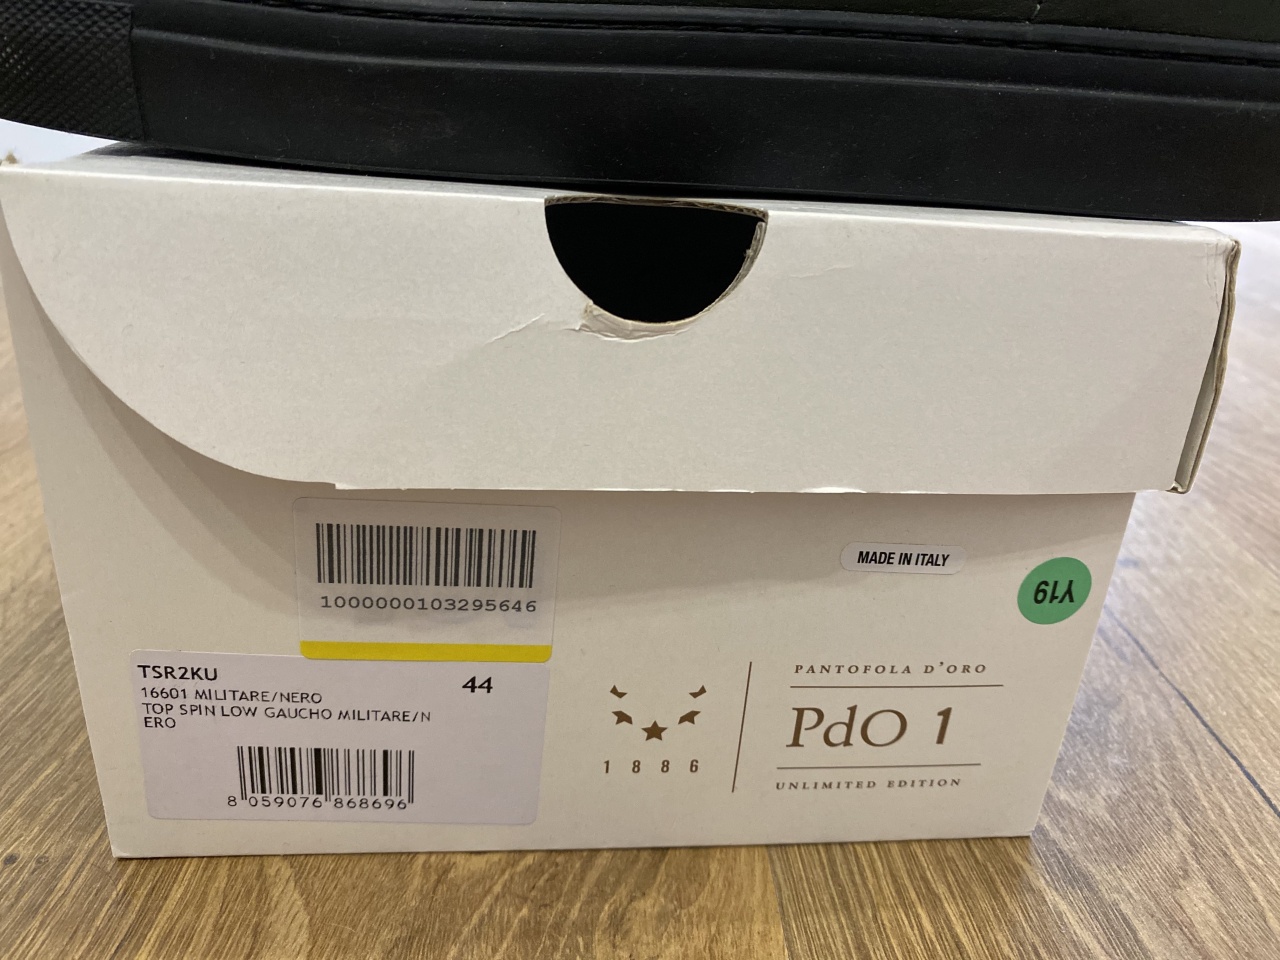 1000000103295646
MADE IN ITALY
Y19
TSR2KU
44
16601 MILITARE/NERO
TOP SPIN LOW GAUCHO MILITARE/N
ERO
8 059076 868696
1886
PANTOFOLA D'ORO
PdO 1
UNLIMITED EDITION